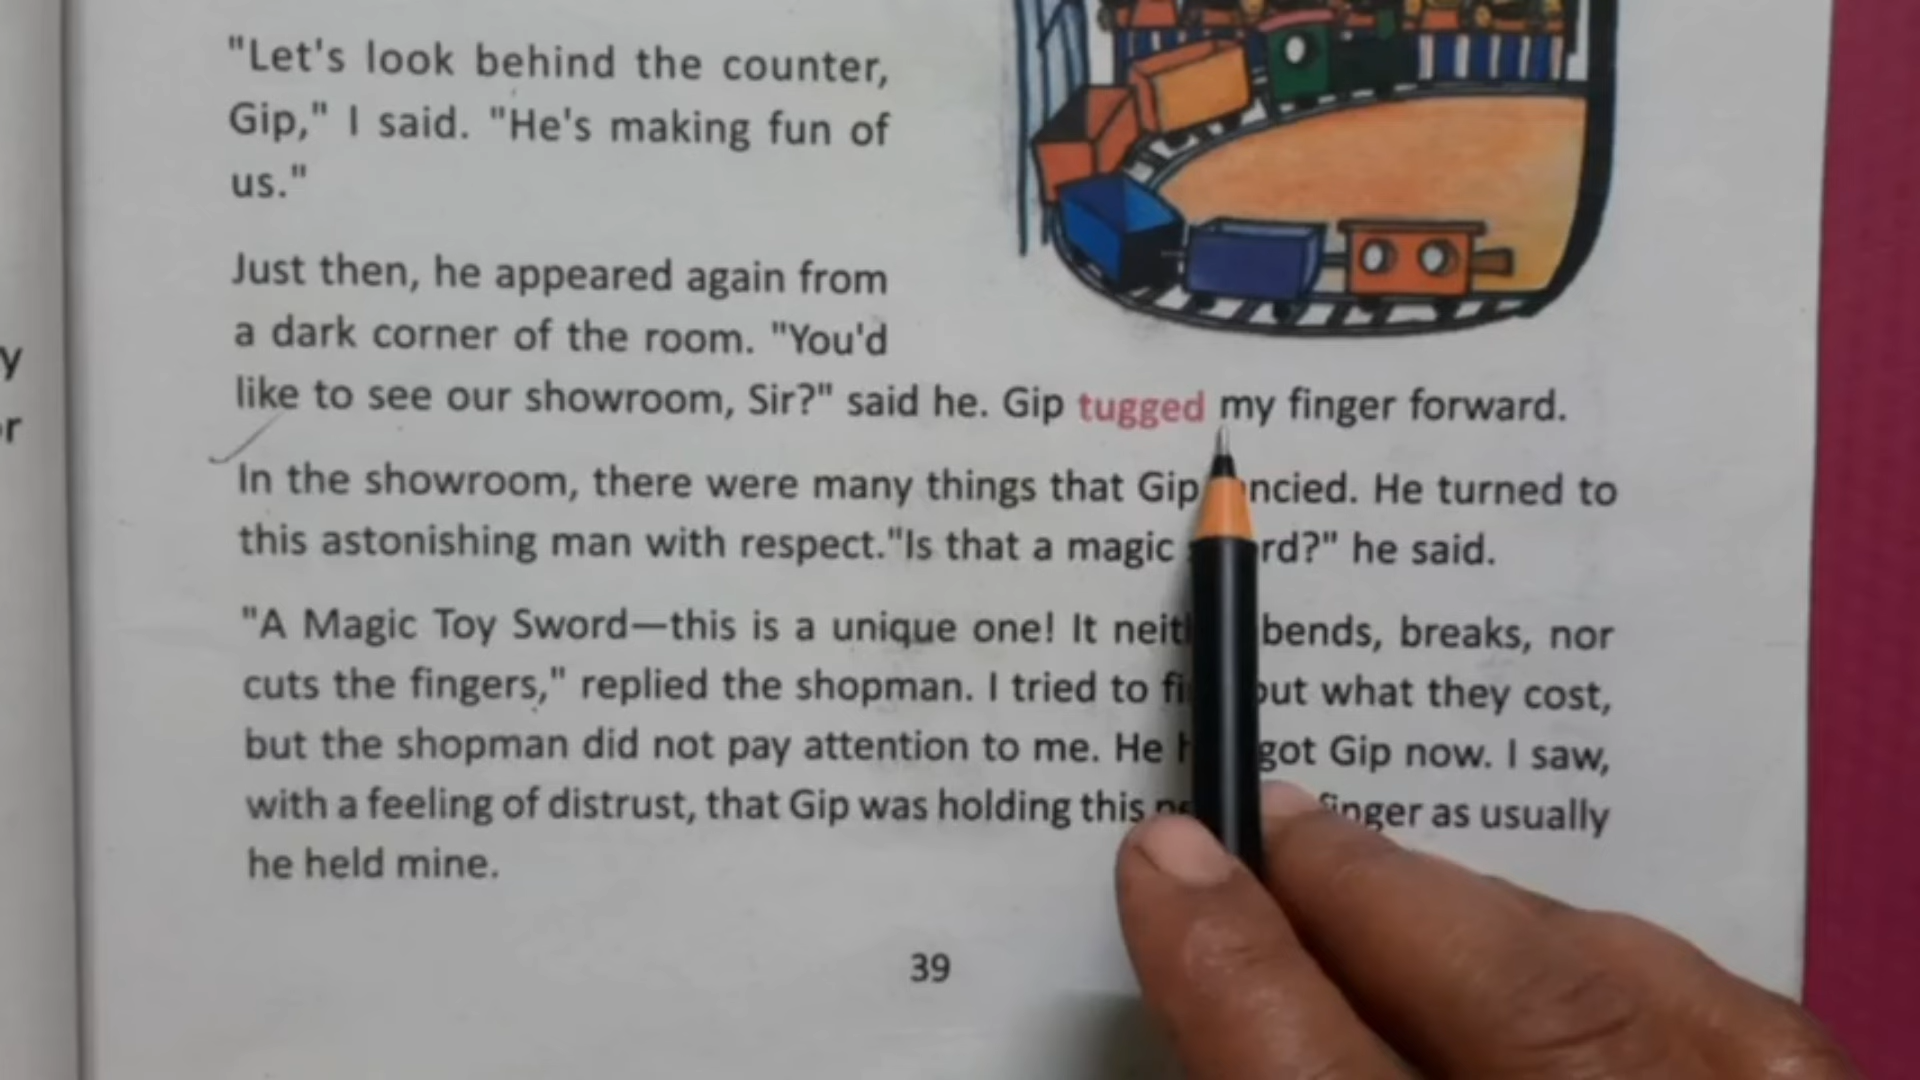 "Let's look behind the counter,
Gip," I said. "He's making fun of
us."
Just then, he appeared again from
a dark corner of the room. "You'd
like to see our showroom, Sir?" said he. Gip tugged my finger forward.
In the showroom, there were many things that Gip ncied. He turned to
this astonishing man with respect."Is that a magic rd?" he said.
"A Magic Toy Sword—this is a unique one! It neit bends, breaks, nor
cuts the fingers," replied the shopman. I tried to fi out what they cost,
but the shopman did not pay attention to me. He got Gip now. I saw,
with a feeling of distrust, that Gip was holding this finger as usually
he held mine.
39
y
or